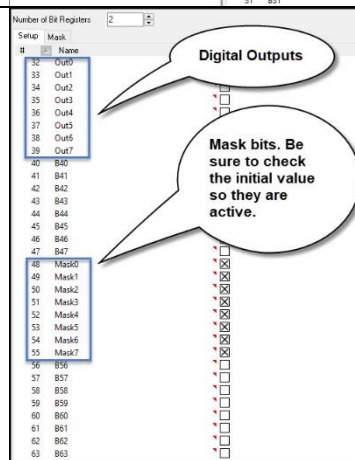 31 B31
Number of Bit Registers 2
Setup Mask
# Name
32 Out0
33 Out1
34 Out2
35 Out3
36 Out4
37 Out5
38 Out6
39 Out7
40 B40
41 B41
42 B42
43 B43
44 B44
45 B45
46 B46
47 B47
48 Mask0
49 Mask1
50 Mask2
51 Mask3
52 Mask4
53 Mask5
54 Mask6
55 Mask7
56 B56
57 B57
58 B58
59 B59
60 B60
61 B61
62 B62
63 B63
Digital Outputs
Mask bits. Be
sure to check
the initial value
so they are
active.